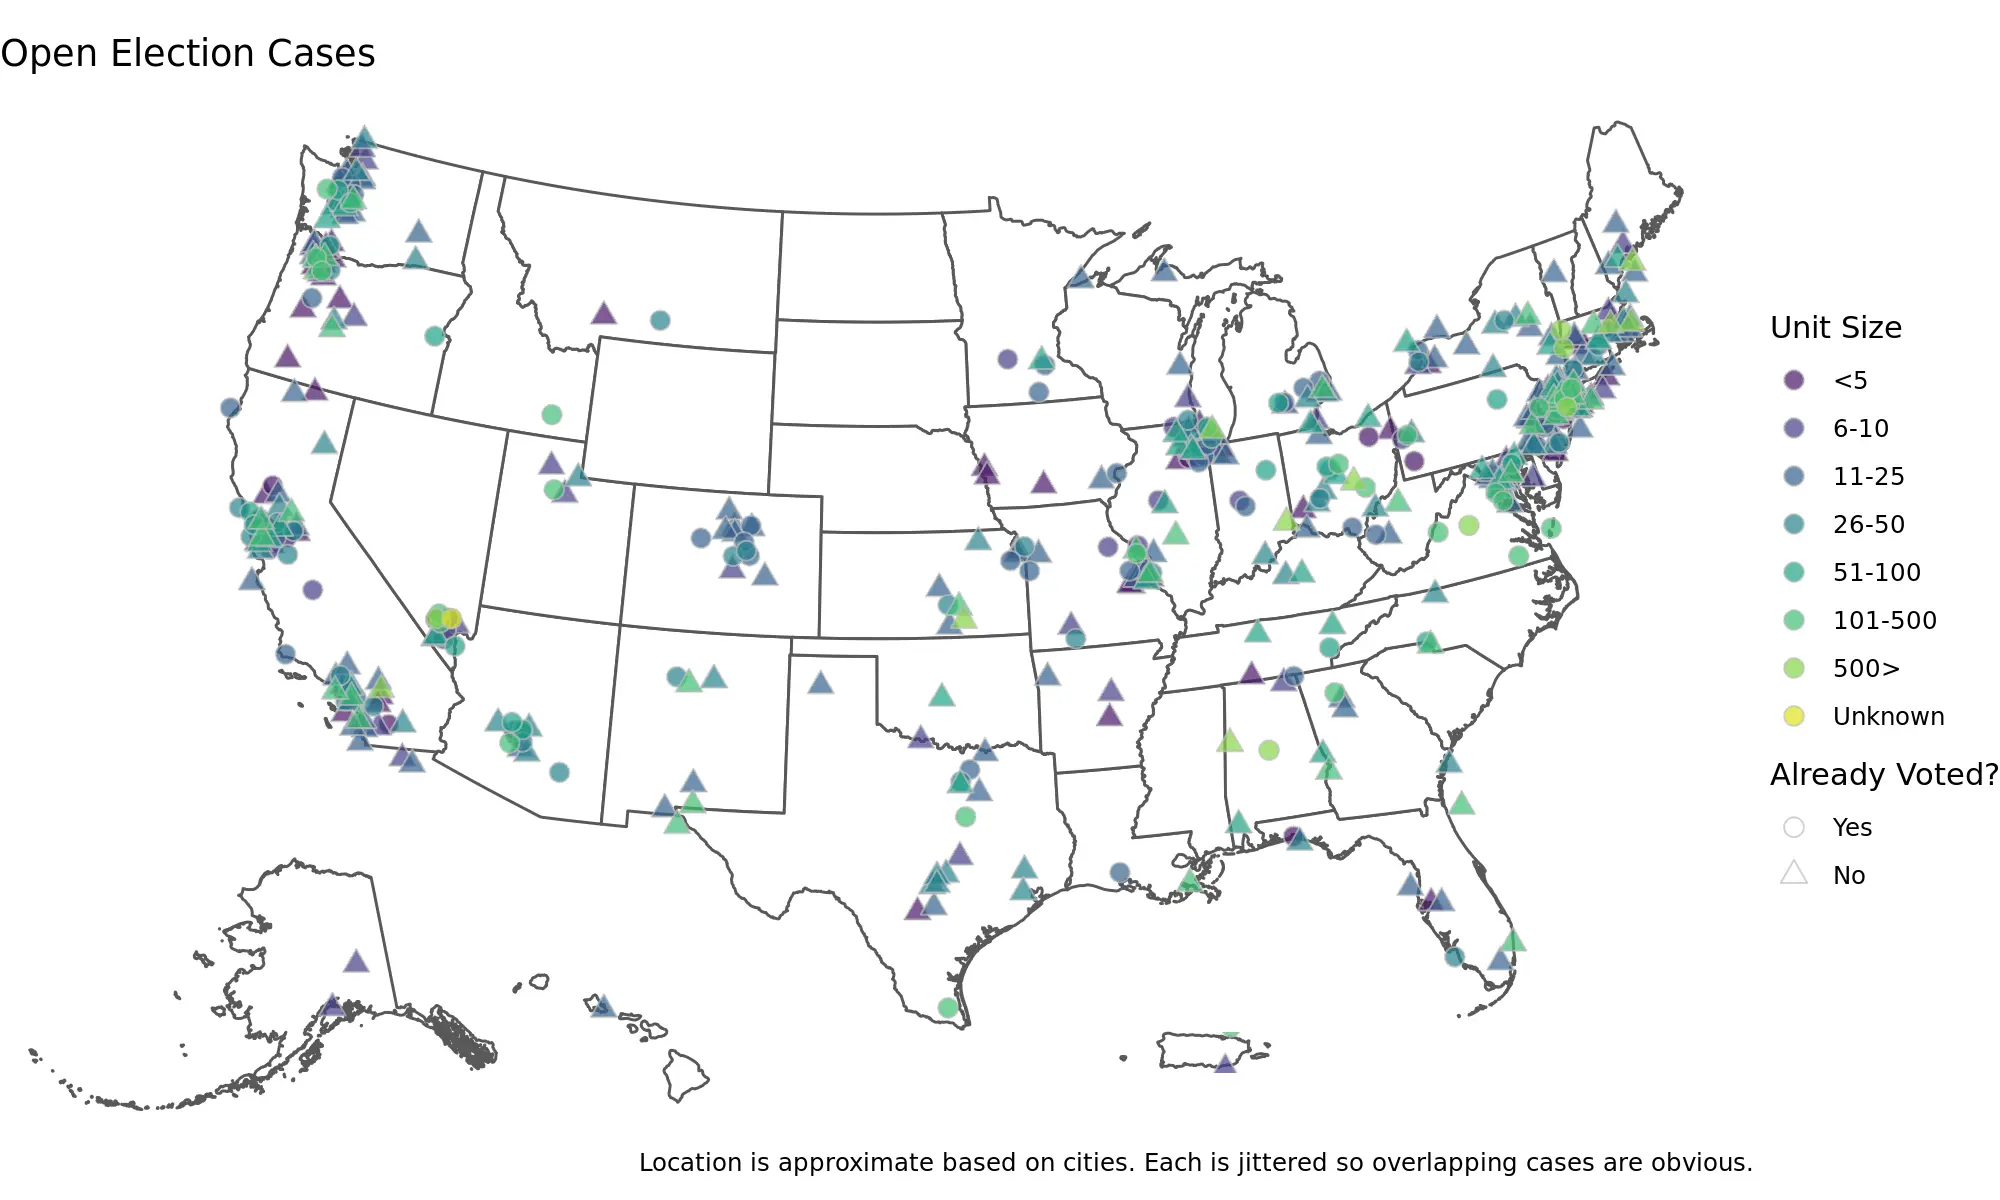 Open Election Cases
Unit Size
<5
6-10
11-25
26-50
51-100
101-500
500>
Unknown
Already Voted?
Yes
No
Location is approximate based on cities. Each is jittered so overlapping cases are obvious.